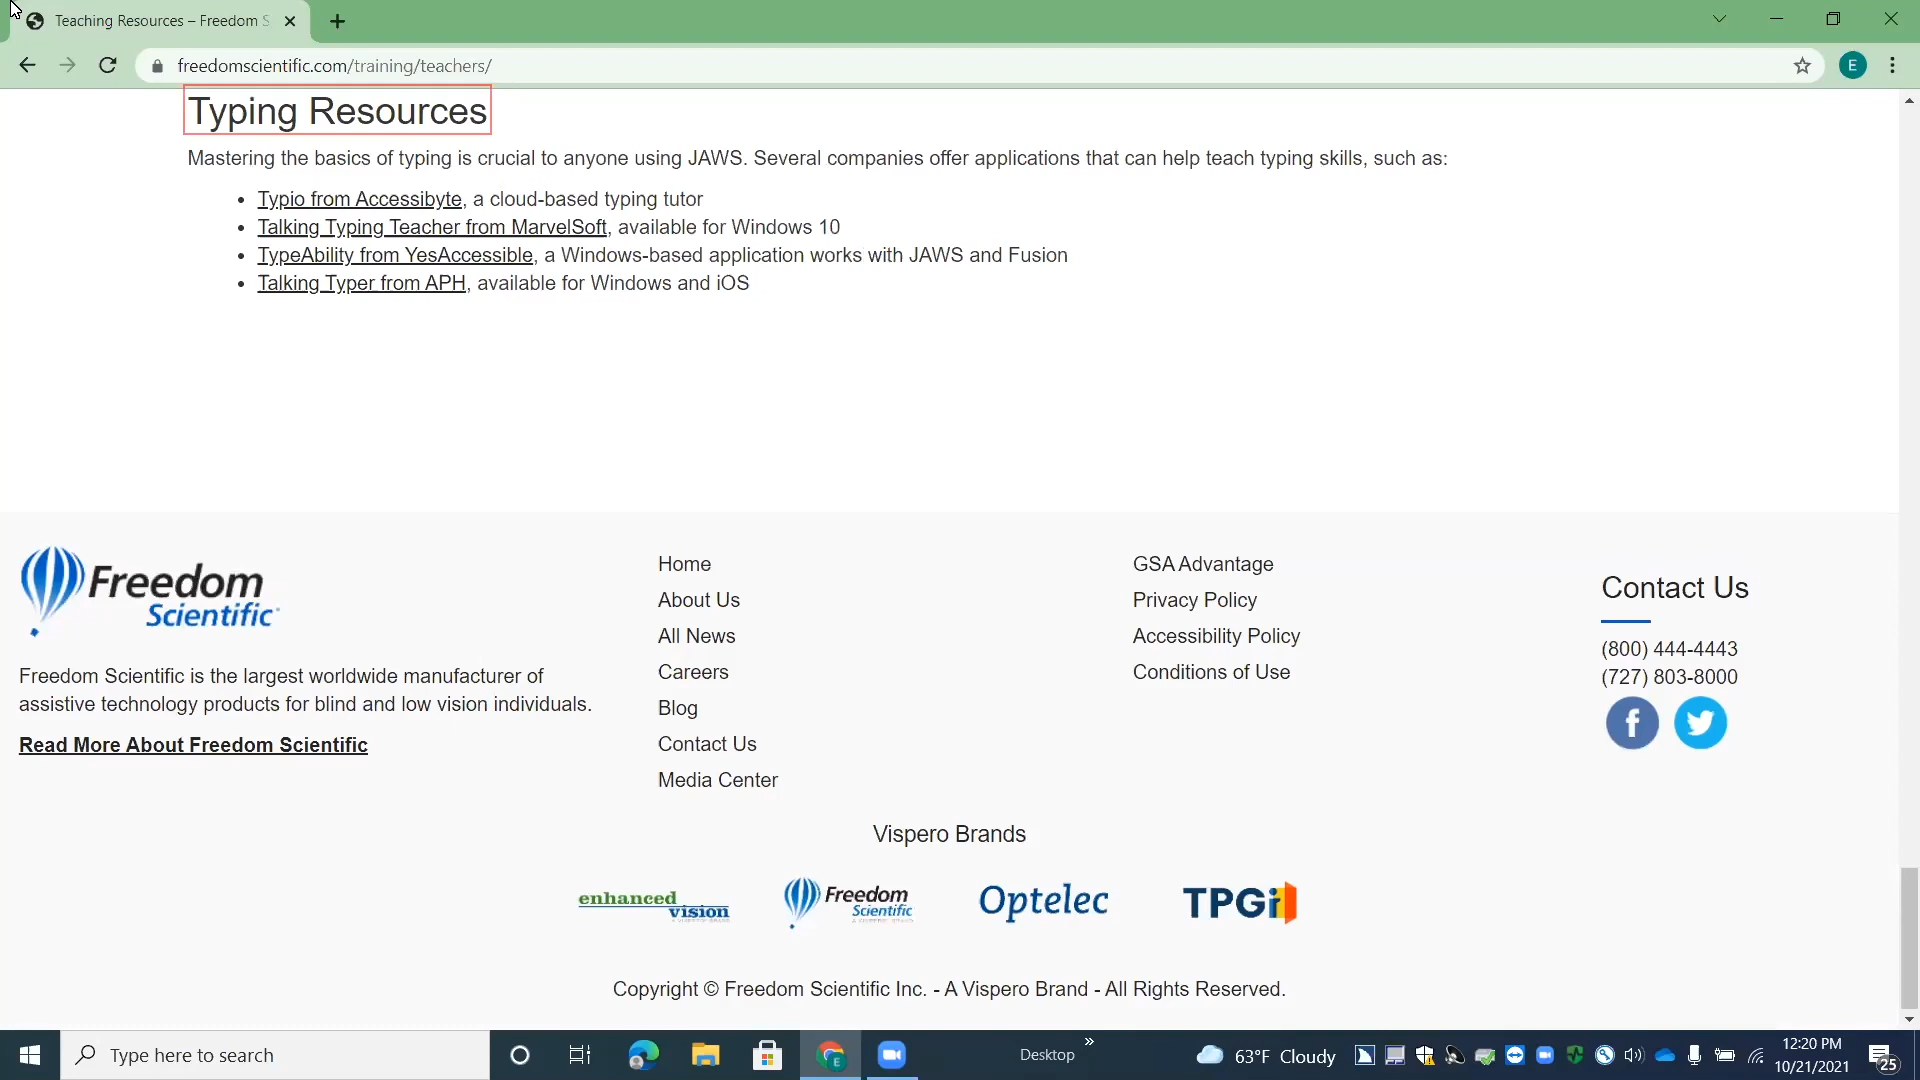 Teaching Resources – Freedom S
freedomscientific.com/training/teachers/
E
Typing Resources
Mastering the basics of typing is crucial to anyone using JAWS. Several companies offer applications that can help teach typing skills, such as:
Typio from Accessibyte, a cloud-based typing tutor
Talking Typing Teacher from MarvelSoft, available for Windows 10
TypeAbility from YesAccessible, a Windows-based application works with JAWS and Fusion
Talking Typer from APH, available for Windows and iOS
Freedom
Scientific
Freedom Scientific is the largest worldwide manufacturer of
assistive technology products for blind and low vision individuals.
Read More About Freedom Scientific
Home
About Us
All News
Careers
Blog
Contact Us
Media Center
GSA Advantage
Privacy Policy
Accessibility Policy
Conditions of Use
Contact Us
(800) 444-4443
(727) 803-8000
Vispero Brands
enhanced
vision
Freedom
Scientific
Optelec
TPGi
Copyright © Freedom Scientific Inc. - A Vispero Brand - All Rights Reserved.
Type here to search
Desktop
63°F Cloudy
12:20 PM
10/21/2021
25